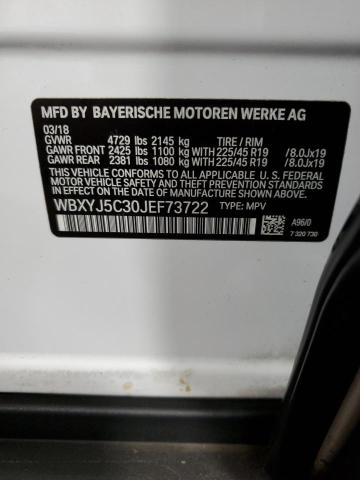 MFD BY BAYERISCHE MOTOREN WERKE AG
03/18
GVWR 4729 lbs 2145 kg TIRE / RIM
GAWR FRONT 2425 lbs 1100 kg WITH 225/45 R19 /8.0Jx19
GAWR REAR 2381 lbs 1080 kg WITH 225/45 R19 /8.0Jx19
THIS VEHICLE CONFORMS TO ALL APPLICABLE U. S. FEDERAL
MOTOR VEHICLE SAFETY STANDARDS IN EFFECT ON THE DATE OF
MANUFACTURE SHOWN ABOVE.
WBXYJ5C30JEF73722 TYPE: MPV
A96/0
7 320 730